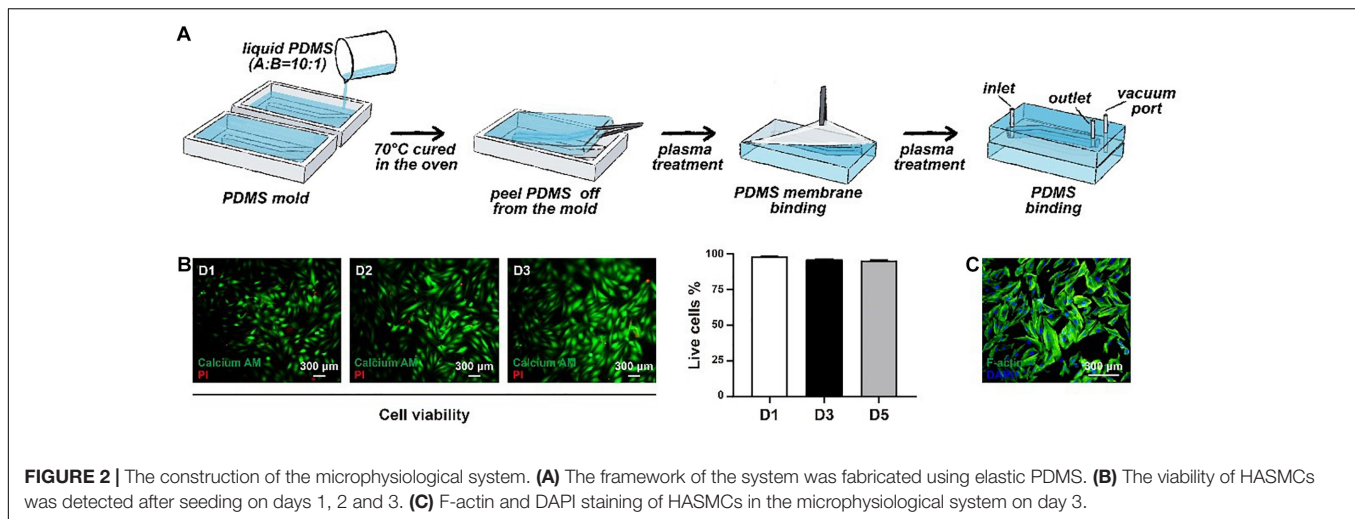 A
liquid PDMS
(A:B=10:1)
PDMS mold
70°C cured
in the oven
peel PDMS off
from the mold
plasma
treatment
PDMS membrane
binding
plasma
treatment
inlet
outlet
vacuum
port
PDMS
binding
B
D1
Calcium AM
PI
300 µm
D2
Calcium AM
PI
300 µm
D3
Calcium AM
PI
300 µm
Cell viability
Live cells %
100
75
50
25
0
D1
D3
D5
C
F-actin
DAPI
300 µm
FIGURE 2 | The construction of the microphysiological system. (A) The framework of the system was fabricated using elastic PDMS. (B) The viability of HASMCs
was detected after seeding on days 1, 2 and 3. (C) F-actin and DAPI staining of HASMCs in the microphysiological system on day 3.